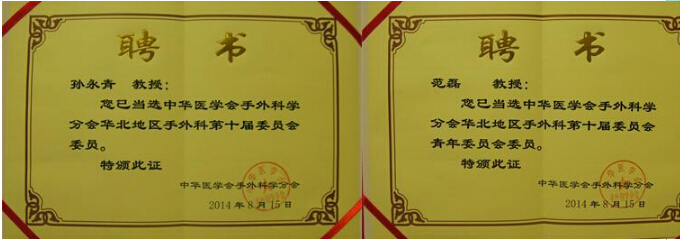 聘 书
孙永青 教授：
您已当选中华医学会手外科学
分会华北地区手外科第十届委员会
委员。
特颁此证
中华医学会手外科学分会
2014年8月15日
聘 书
范磊 教授：
您已当选中华医学会手外科学
分会华北地区手外科第十届委员会
青年委员会委员。
特颁此证
中华医学会手外科学分会
2014年8月15日